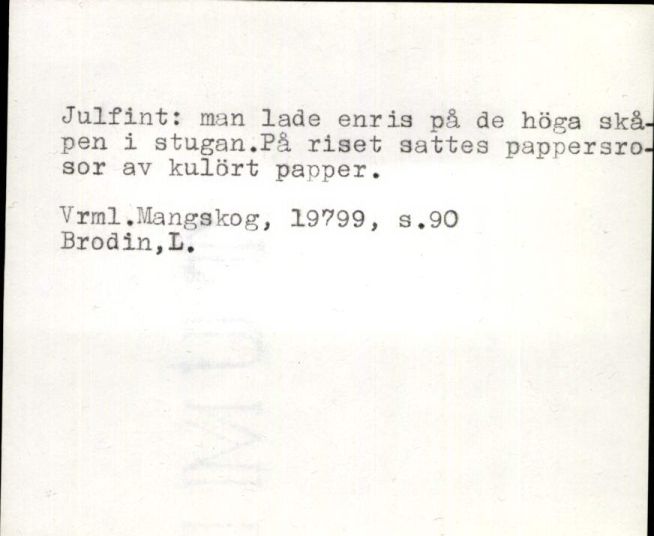 Julfint: man lade enris på de höga skå-
pen i stugan.På riset sattes pappersro-
sor av kulört papper.
Vrml.Mangskog, 19799, s.90
Brodin,L.